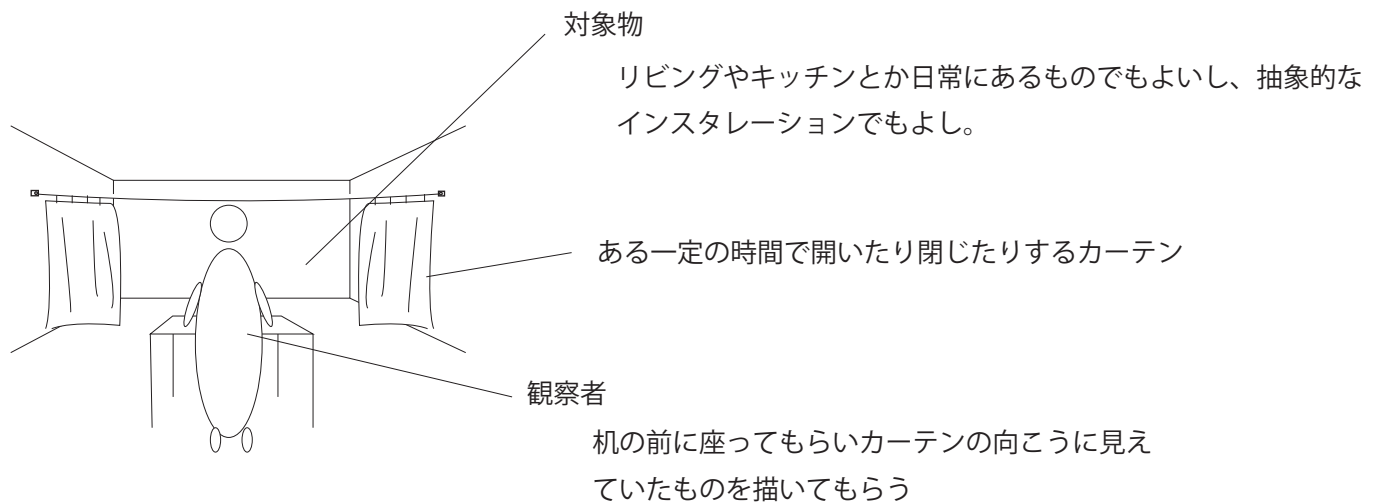 対象物
リビングやキッチンとか日常にあるものでもよいし、抽象的な
インスタレーションでもよし。
ある一定の時間で開いたり閉じたりするカーテン
観察者
机の前に座ってもらいカーテンの向こうに見え
ていたものを描いてもらう